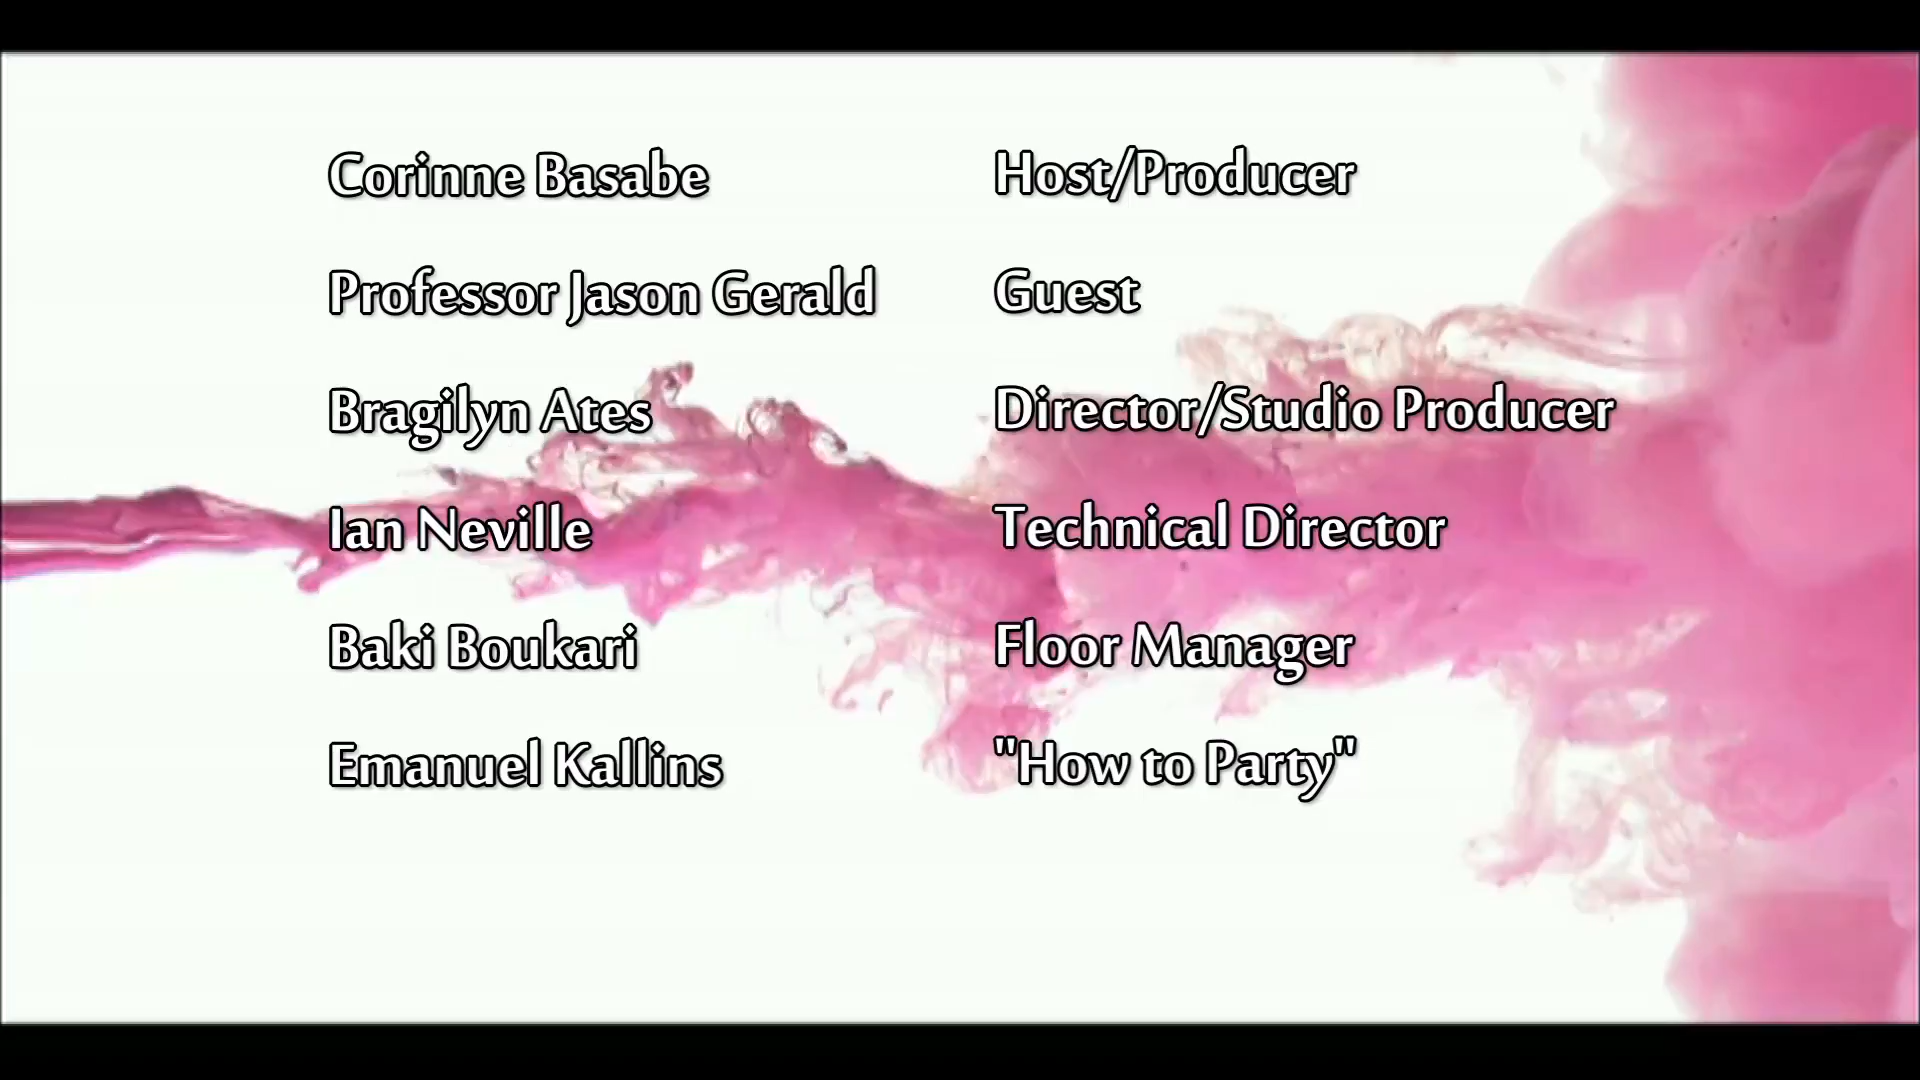 Corinne Basabe Host/Producer
Professor Jason Gerald Guest
Bragilyn Ates Director/Studio Producer
Ian Neville Technical Director
Baki Boukari Floor Manager
Emanuel Kallins "How to Party"